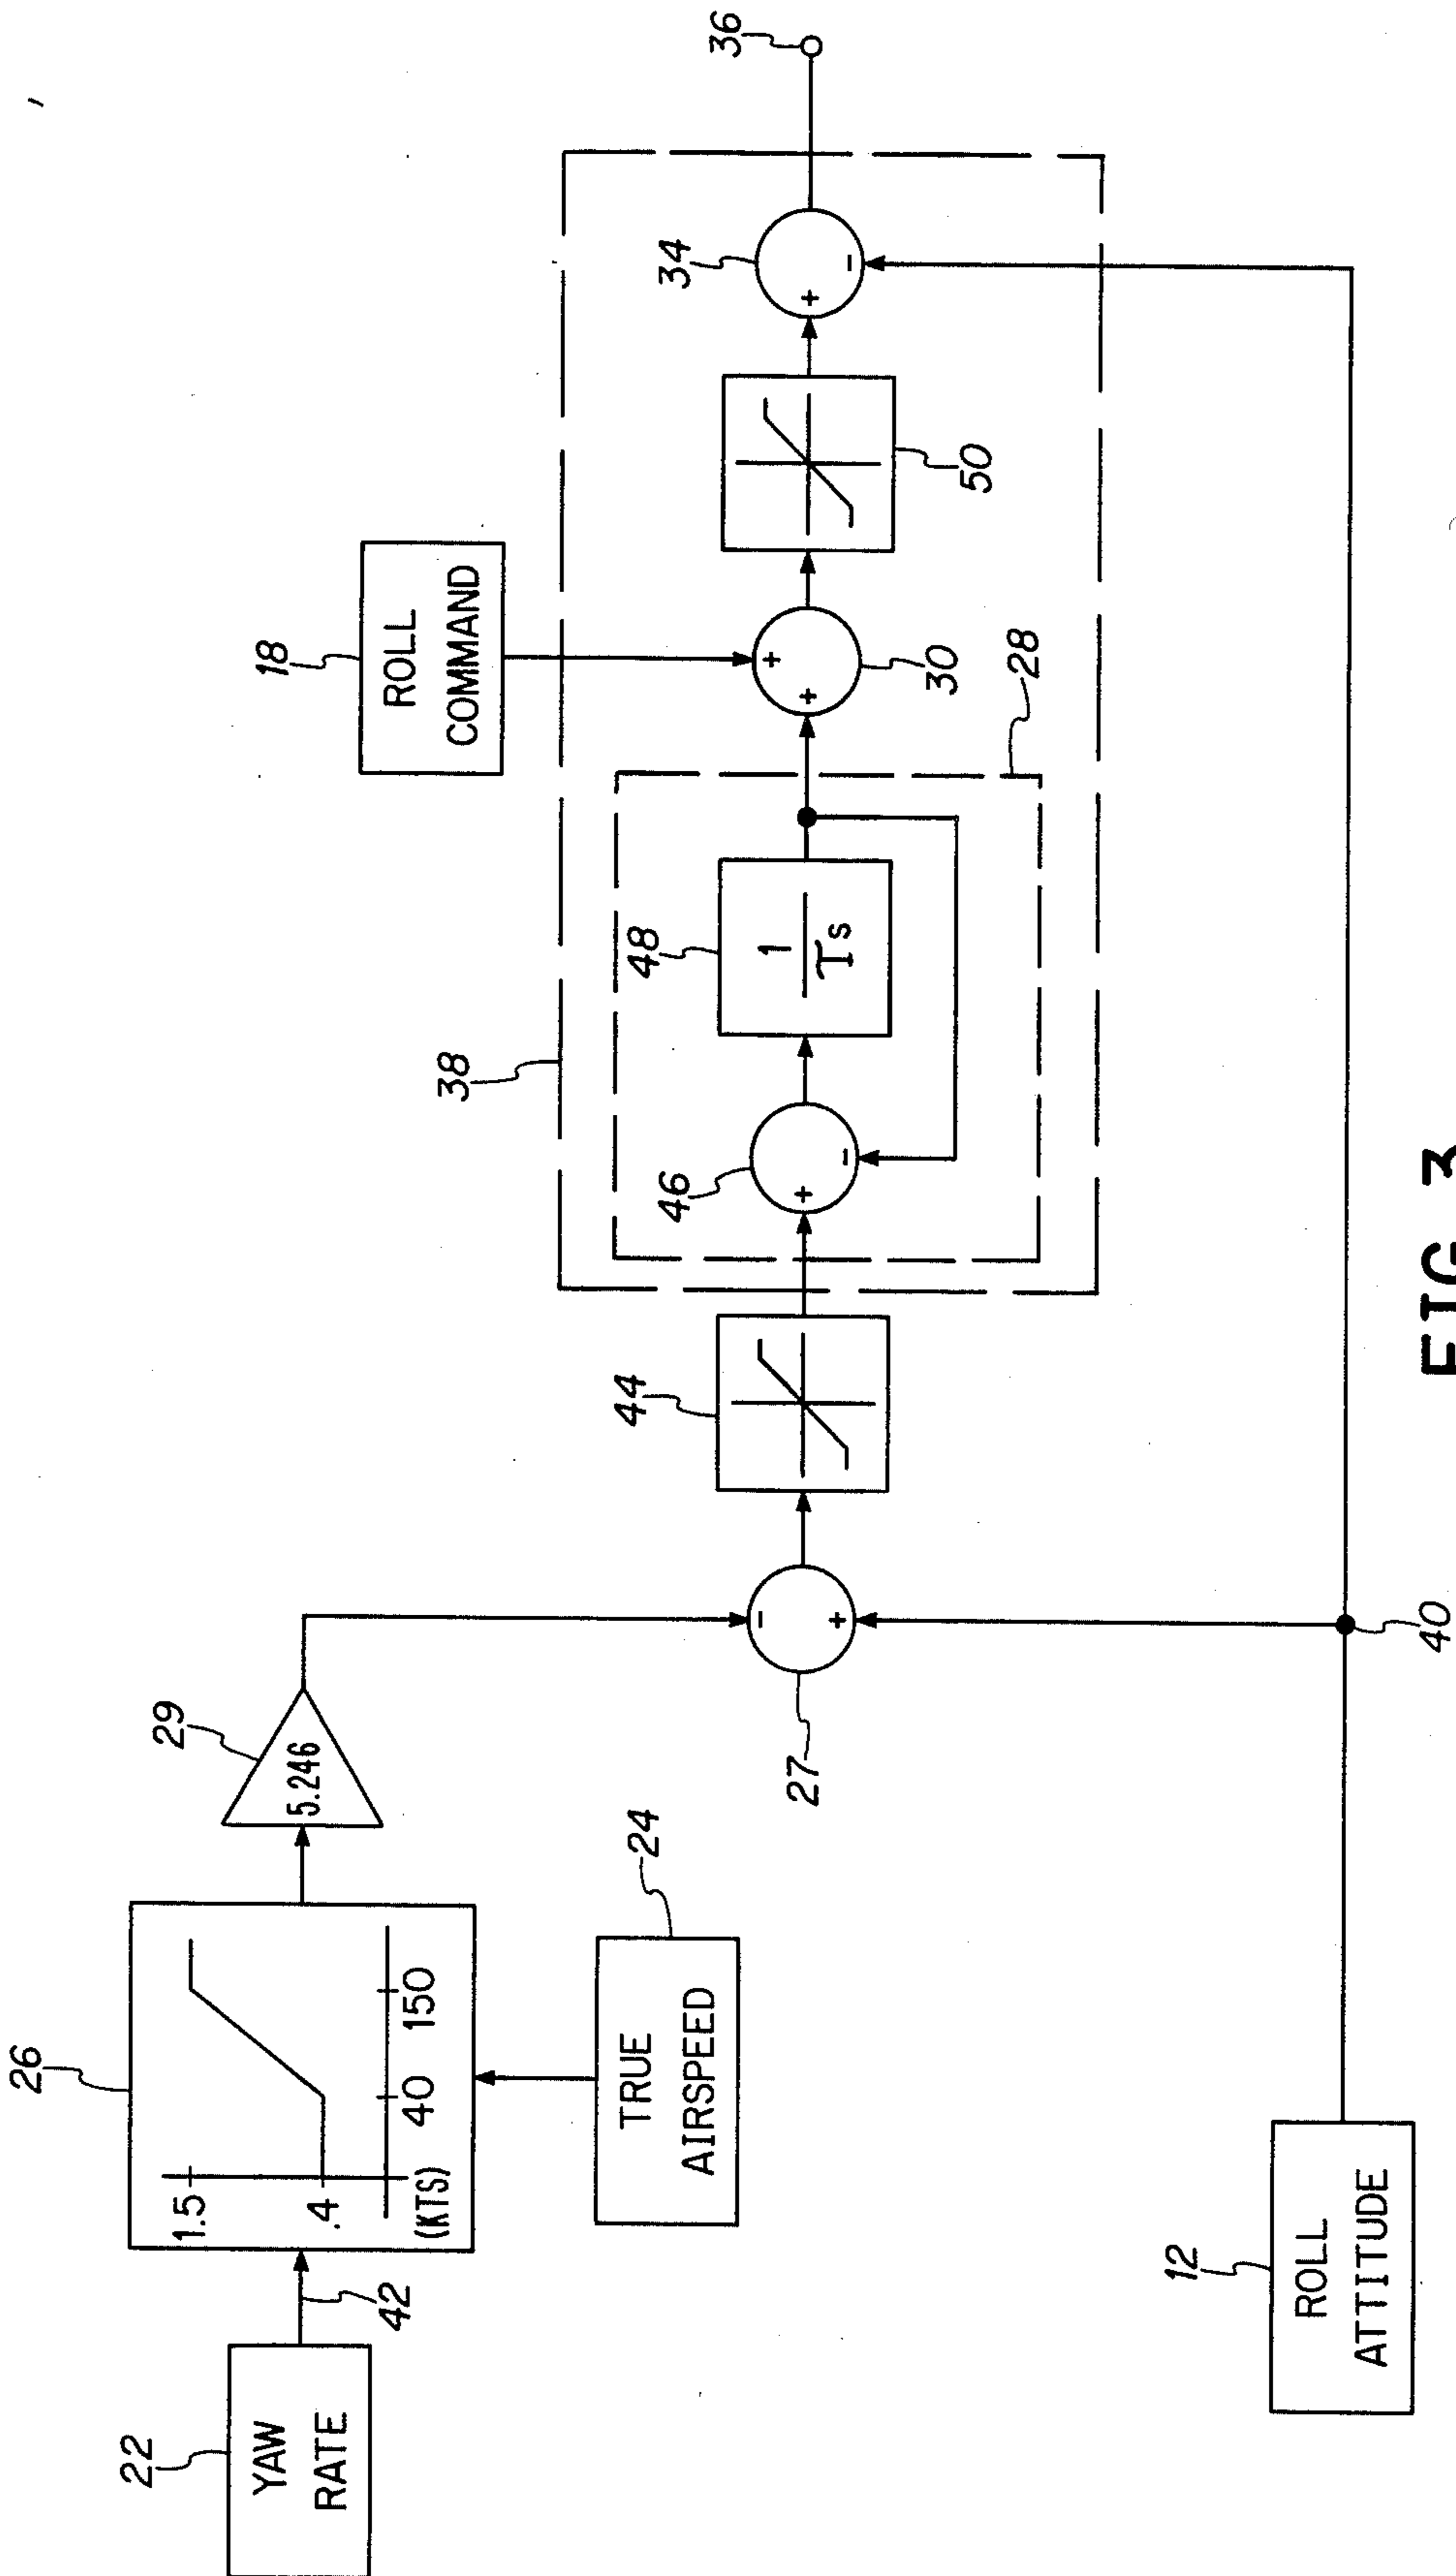 22
YAW
RATE
42
26
1.5
.4
(KTS)
40
150
29
5.246
24
TRUE
AIRSPEED
12
ROLL
ATTITUDE
40
27
-
+
44
38
46
+
-
48
1
τs
28
18
ROLL
COMMAND
30
+
+
50
34
+
-
36
FIG. 3